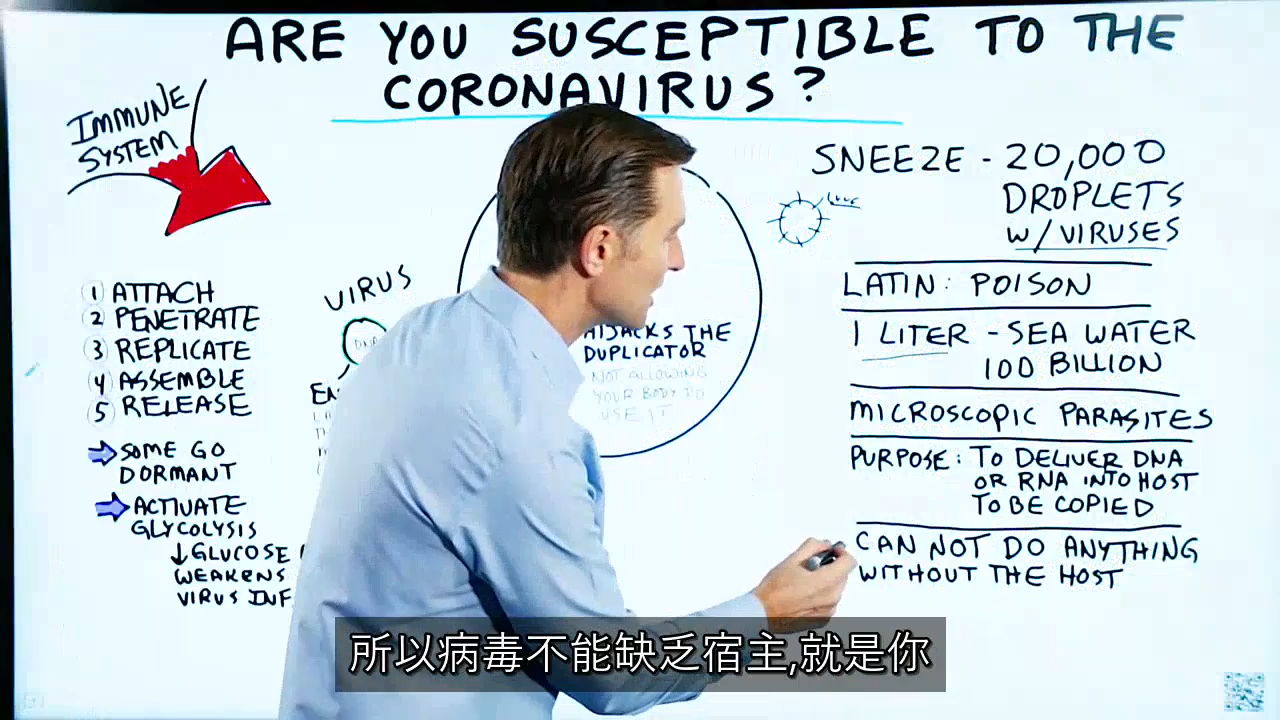 ARE YOU SUSCEPTIBLE TO THE
CORONAVIRUS?
IMMUNE
SYSTEM
1 ATTACH
2 PENETRATE
3 REPLICATE
4 ASSEMBLE
5 RELEASE
SOME GO
DORMANT
ACTIVATE
GLYCOLYSIS
↓GLUCOSE
WEAKENS
VIRUS
VIRUS
HIJACKS THE
DUPLICATOR
NOT ALLOWING
YOUR BODY TO
USE IT
SNEEZE - 20,000
DROPLETS
W/VIRUSES
LATIN: POISON
1 LITER - SEA WATER
100 BILLION
MICROSCOPIC PARASITES
PURPOSE: TO DELIVER DNA
OR RNA INTO HOST
TO BE COPIED
CAN NOT DO ANYTHING
WITHOUT THE HOST
所以病毒不能缺乏宿主,就是你